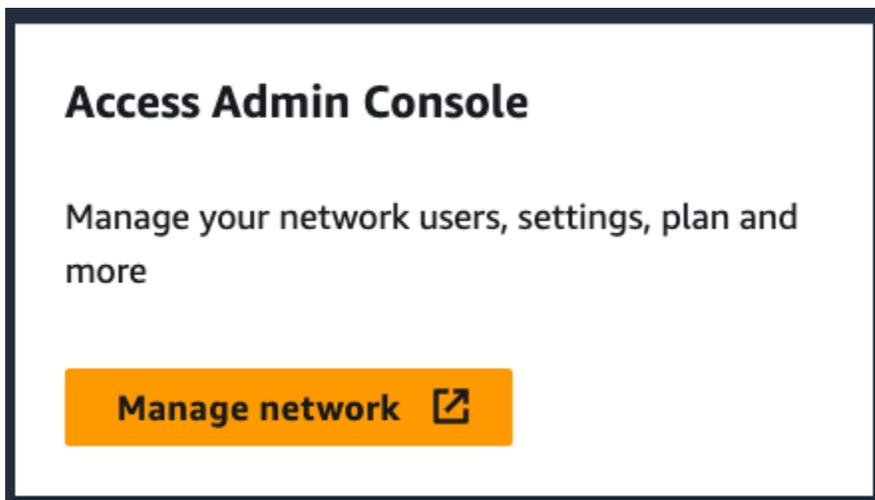 Access Admin Console
Manage your network users, settings, plan and
more
Manage network